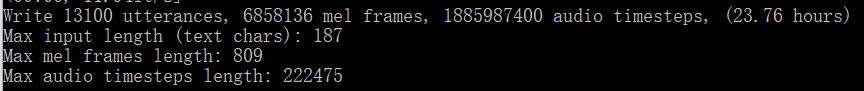 Write 13100 utterances, 6858136 mel frames, 1885987400 audio timesteps, (23.76 hours)
Max input length (text chars): 187
Max mel frames length: 809
Max audio timesteps length: 222475